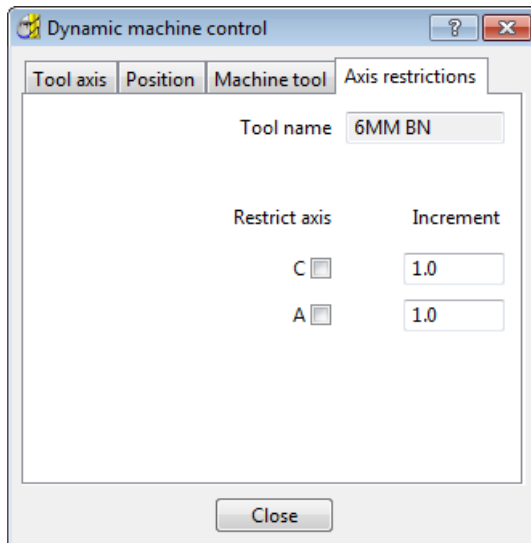 Dynamic machine control
Tool axis Position Machine tool Axis restrictions
Tool name 6MM BN
Restrict axis Increment
C 1.0
A 1.0
Close